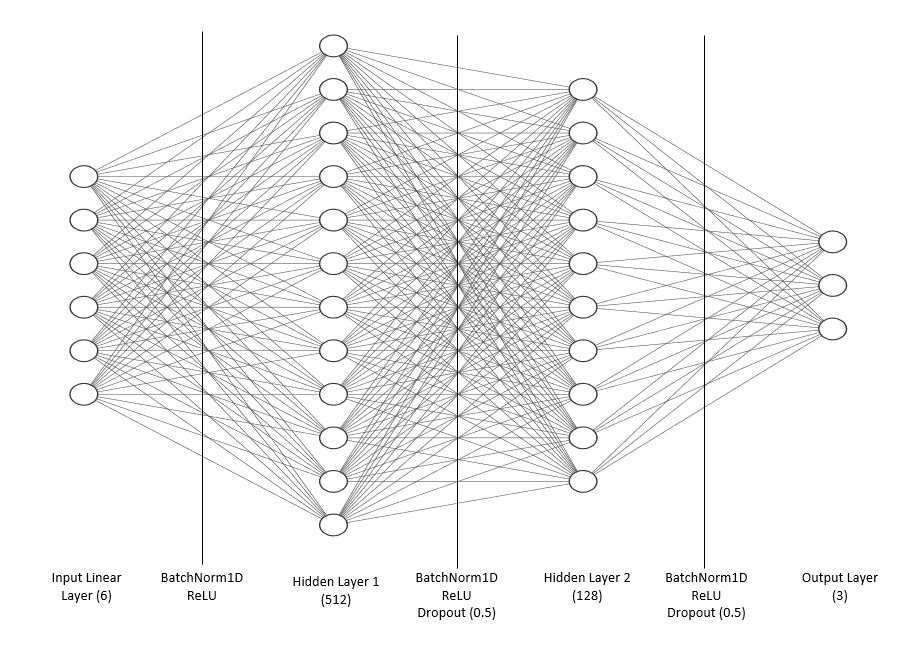 Input Linear
Layer (6)
BatchNorm1D
ReLU
Hidden Layer 1
(512)
BatchNorm1D
ReLU
Dropout (0.5)
Hidden Layer 2
(128)
BatchNorm1D
ReLU
Dropout (0.5)
Output Layer
(3)